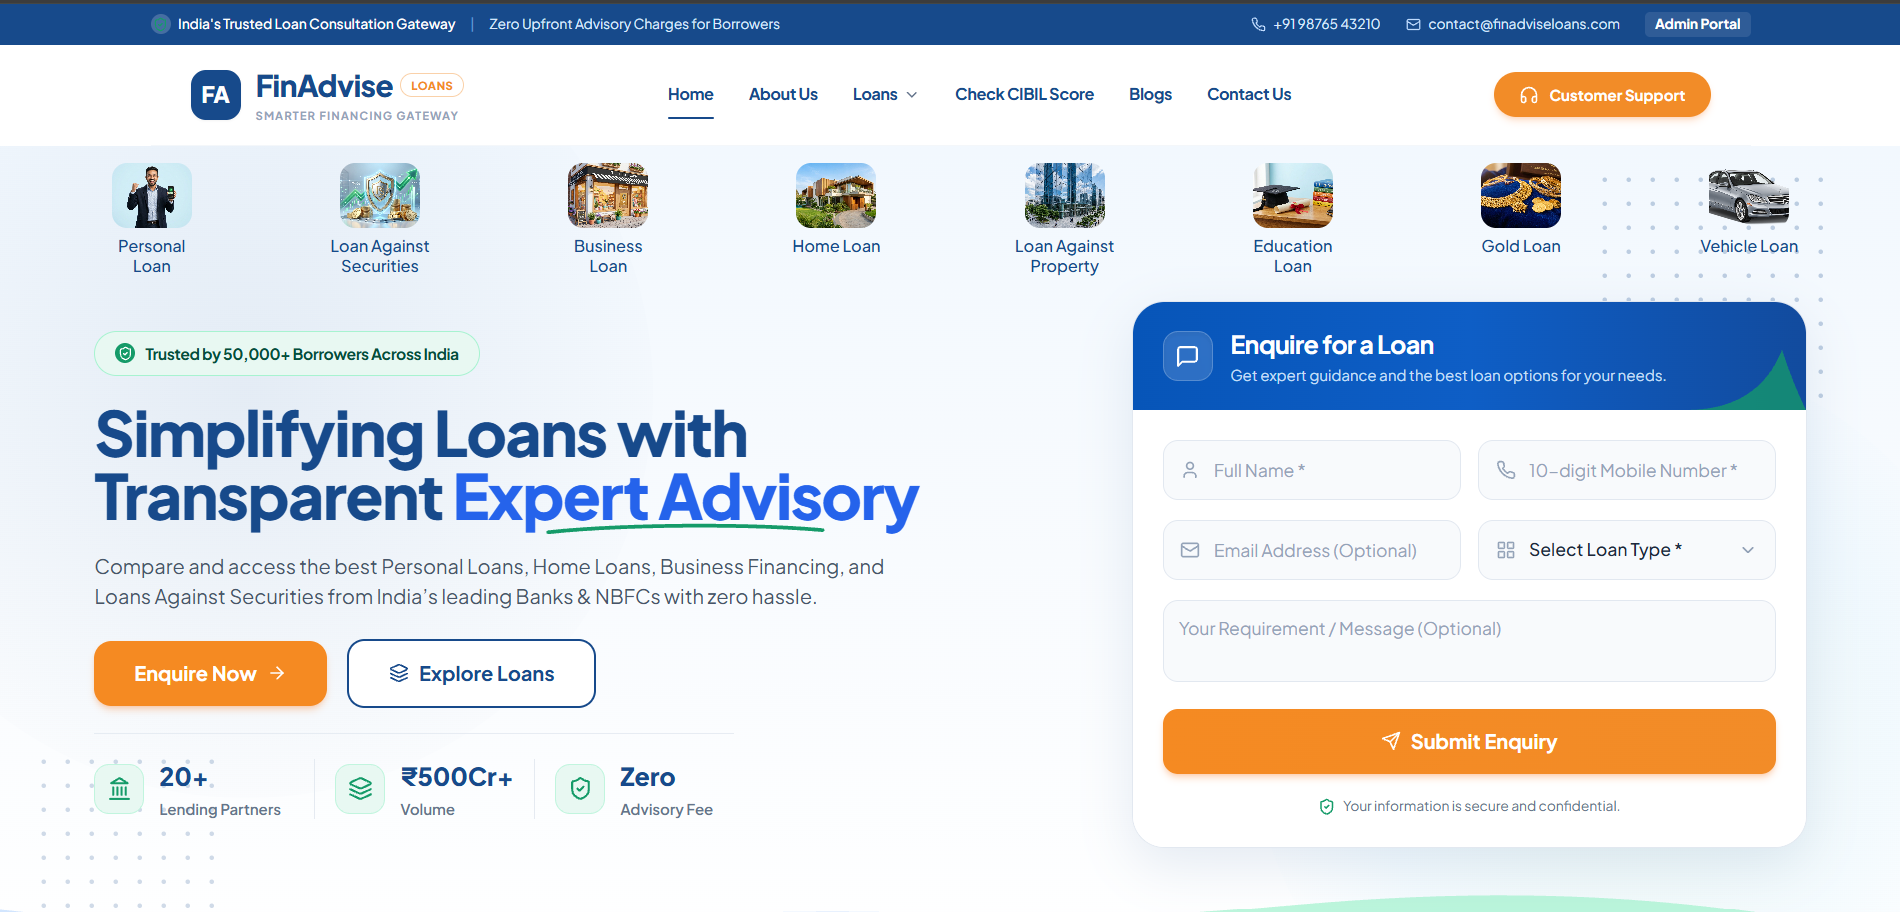 India's Trusted Loan Consultation Gateway | Zero Upfront Advisory Charges for Borrowers
+91 98765 43210
contact@finadviseloans.com
Admin Portal
FA
FinAdvise LOANS
SMARTER FINANCING GATEWAY
Home
About Us
Loans
Check CIBIL Score
Blogs
Contact Us
Customer Support
Personal
Loan
Loan Against
Securities
Business
Loan
Home Loan
Loan Against
Property
Education
Loan
Gold Loan
Vehicle Loan
Trusted by 50,000+ Borrowers Across India
Simplifying Loans with
Transparent Expert Advisory
Compare and access the best Personal Loans, Home Loans, Business Financing, and
Loans Against Securities from India’s leading Banks & NBFCs with zero hassle.
Enquire Now
Explore Loans
20+
Lending Partners
₹500Cr+
Volume
Zero
Advisory Fee
Enquire for a Loan
Get expert guidance and the best loan options for your needs.
Full Name *
10-digit Mobile Number *
Email Address (Optional)
Select Loan Type *
Your Requirement / Message (Optional)
Submit Enquiry
Your information is secure and confidential.